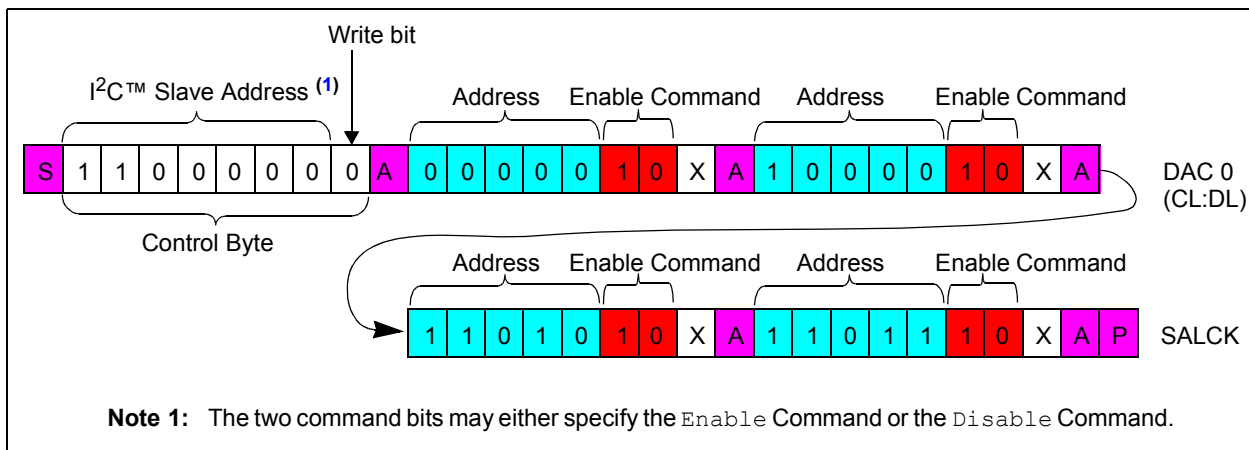 Write bit
I²C™ Slave Address (1)
Address Enable Command Address Enable Command
S 1 1 0 0 0 0 0 0 A 0 0 0 0 0 1 0 X A 1 0 0 0 0 1 0 X A DAC 0
(CL:DL)
Control Byte
Address Enable Command Address Enable Command
1 1 0 1 0 1 0 X A 1 1 0 1 1 1 0 X A P SALCK
Note 1: The two command bits may either specify the Enable Command or the Disable Command.